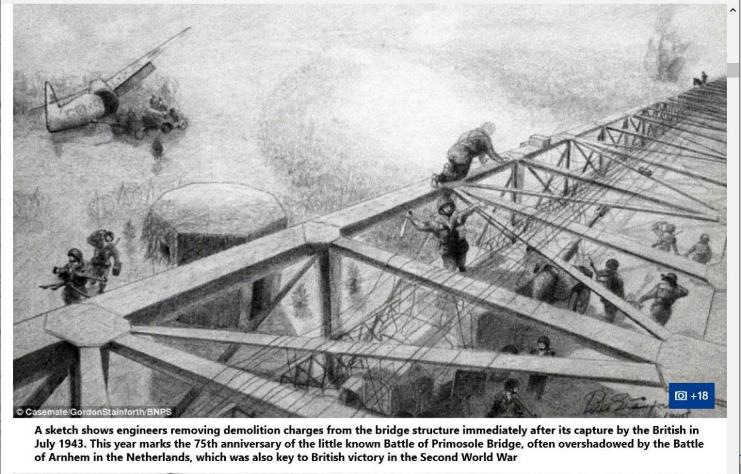 © Casemate/GordonStainforth/BNPS
+18
A sketch shows engineers removing demolition charges from the bridge structure immediately after its capture by the British in
July 1943. This year marks the 75th anniversary of the little known Battle of Primosole Bridge, often overshadowed by the Battle
of Arnhem in the Netherlands, which was also key to British victory in the Second World War